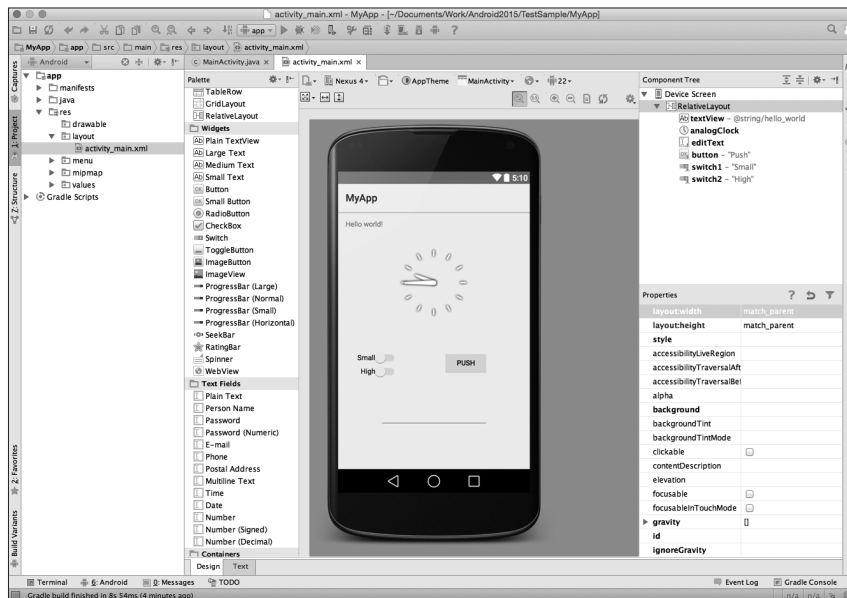 activity_main.xml - MyApp - [~/Documents/Work/Android2015/TestSample/MyApp]
app
MyApp app src main res layout activity_main.xml
Captures
1: Project
Z: Structure
2: Favorites
Build Variants
Android
app
manifests
java
res
drawable
layout
activity_main.xml
menu
mipmap
values
Gradle Scripts
MainActivity.java
activity_main.xml
Palette
TableRow
GridLayout
RelativeLayout
Widgets
Plain TextView
Large Text
Medium Text
Small Text
Button
Small Button
RadioButton
CheckBox
Switch
ToggleButton
ImageButton
ImageView
ProgressBar (Large)
ProgressBar (Normal)
ProgressBar (Small)
ProgressBar (Horizontal)
SeekBar
RatingBar
Spinner
WebView
Text Fields
Plain Text
Person Name
Password
Password (Numeric)
E-mail
Phone
Postal Address
Multiline Text
Time
Date
Number
Number (Signed)
Number (Decimal)
Containers
Design Text
Nexus 4 AppTheme MainActivity 22
5:10
MyApp
Hello world!
Small
High
PUSH
Component Tree
Device Screen
RelativeLayout
textView - @string/hello_world
analogClock
editText
button - "Push"
switch1 - "Small"
switch2 - "High"
Properties
layout:width match_parent
layout:height match_parent
style
accessibilityLiveRegion
accessibilityTraversalAft
accessibilityTraversalBef
alpha
background
backgroundTint
backgroundTintMode
clickable
contentDescription
elevation
focusable
focusableInTouchMode
gravity []
id
ignoreGravity
Terminal 6: Android 0: Messages TODO Event Log Gradle Console
Gradle build finished in 8s 54ms (4 minutes ago) n/a n/a